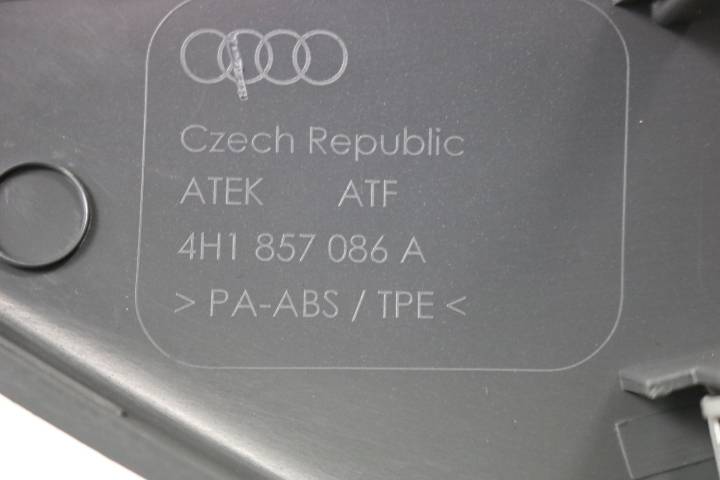 Czech Republic
ATEK ATF
4H1 857 086 A
> PA-ABS / TPE <